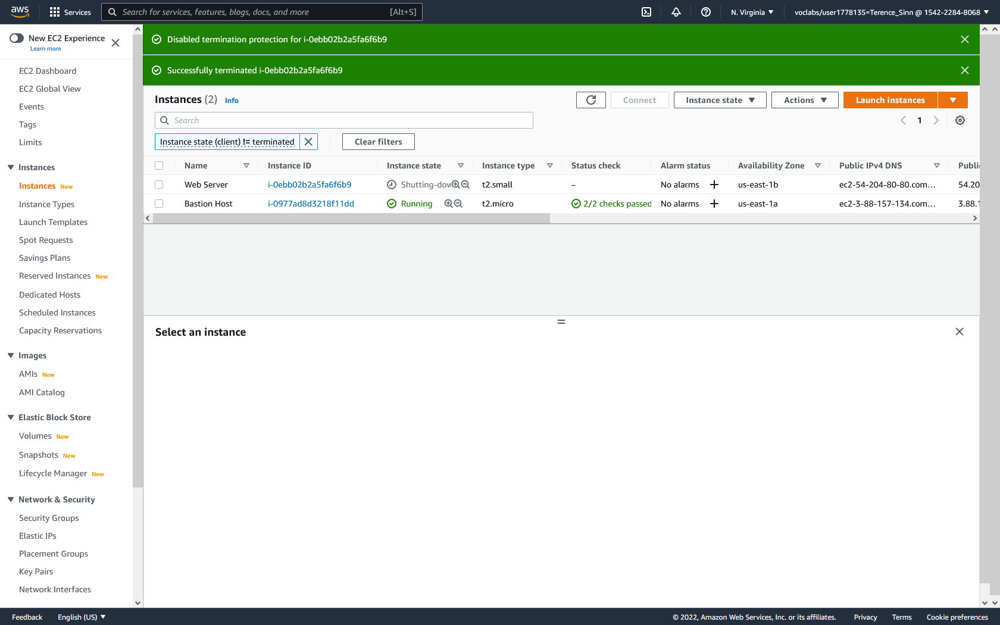 aws
Services
Search for services, features, blogs, docs, and more
[Alt+S]
N. Virginia
voclabs/user1778135=Terence_Sinn @ 1542-2284-8068
New EC2 Experience
Learn more
EC2 Dashboard
EC2 Global View
Events
Tags
Limits
Instances
Instances New
Instance Types
Launch Templates
Spot Requests
Savings Plans
Reserved Instances New
Dedicated Hosts
Scheduled Instances
Capacity Reservations
Images
AMIs New
AMI Catalog
Elastic Block Store
Volumes New
Snapshots New
Lifecycle Manager New
Network & Security
Security Groups
Elastic IPs
Placement Groups
Key Pairs
Network Interfaces
Disabled termination protection for i-0ebb02b2a5fa6f6b9
Successfully terminated i-0ebb02b2a5fa6f6b9
Instances (2) Info
Connect
Instance state
Actions
Launch instances
Search
1
Instance state (client) != terminated
Clear filters
Name Instance ID Instance state Instance type Status check Alarm status Availability Zone Public IPv4 DNS Publi
Web Server i-0ebb02b2a5fa6f6b9 Shutting-dow t2.small – No alarms + us-east-1b ec2-54-204-80-80.com... 54.20
Bastion Host i-0977ad8d3218f11dd Running t2.micro 2/2 checks passed No alarms + us-east-1a ec2-3-88-157-134.com... 3.88.1
Select an instance
Feedback
English (US)
© 2022, Amazon Web Services, Inc. or its affiliates.
Privacy
Terms
Cookie preferences